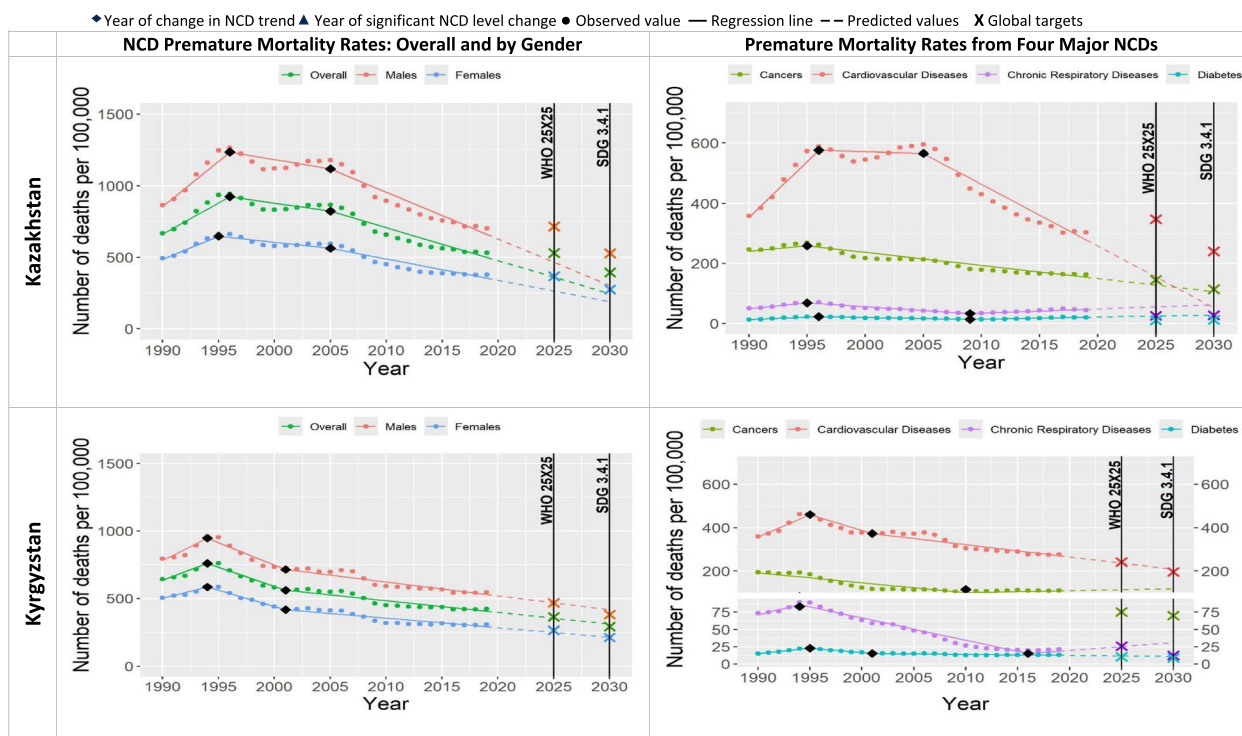 Year of change in NCD trend Year of significant NCD level change Observed value Regression line Predicted values X Global targets
NCD Premature Mortality Rates: Overall and by Gender
Premature Mortality Rates from Four Major NCDs
Kazakhstan
Overall Males Females
Number of deaths per 100,000
1500
1000
500
0
WHO 25X25
SDG 3.4.1
1990 1995 2000 2005 2010 2015 2020 2025 2030
Year
Cancers Cardiovascular Diseases Chronic Respiratory Diseases Diabetes
Number of deaths per 100,000
600
400
200
0
WHO 25X25
SDG 3.4.1
1990 1995 2000 2005 2010 2015 2020 2025 2030
Year
Kyrgyzstan
Overall Males Females
Number of deaths per 100,000
1500
1000
500
0
WHO 25X25
SDG 3.4.1
1990 1995 2000 2005 2010 2015 2020 2025 2030
Year
Cancers Cardiovascular Diseases Chronic Respiratory Diseases Diabetes
Number of deaths per 100,000
600 600
400 400
200 200
75 75
50 50
25 25
0 0
WHO 25X25
SDG 3.4.1
1990 1995 2000 2005 2010 2015 2020 2025 2030
Year